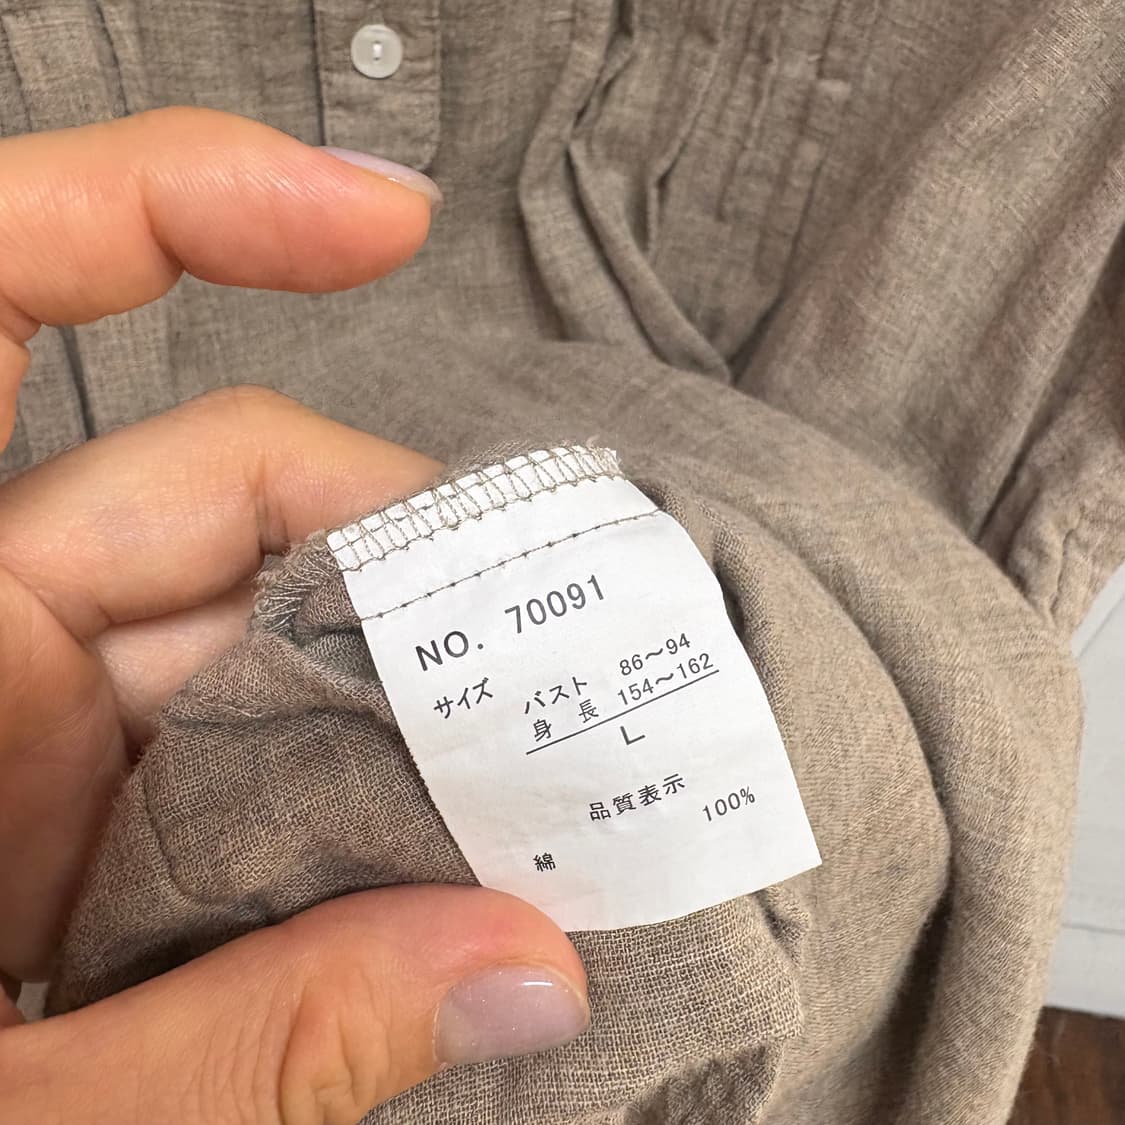 NO. 70091
サイズ バスト 86～94
身 長 154～162
L
品質表示
綿 100%